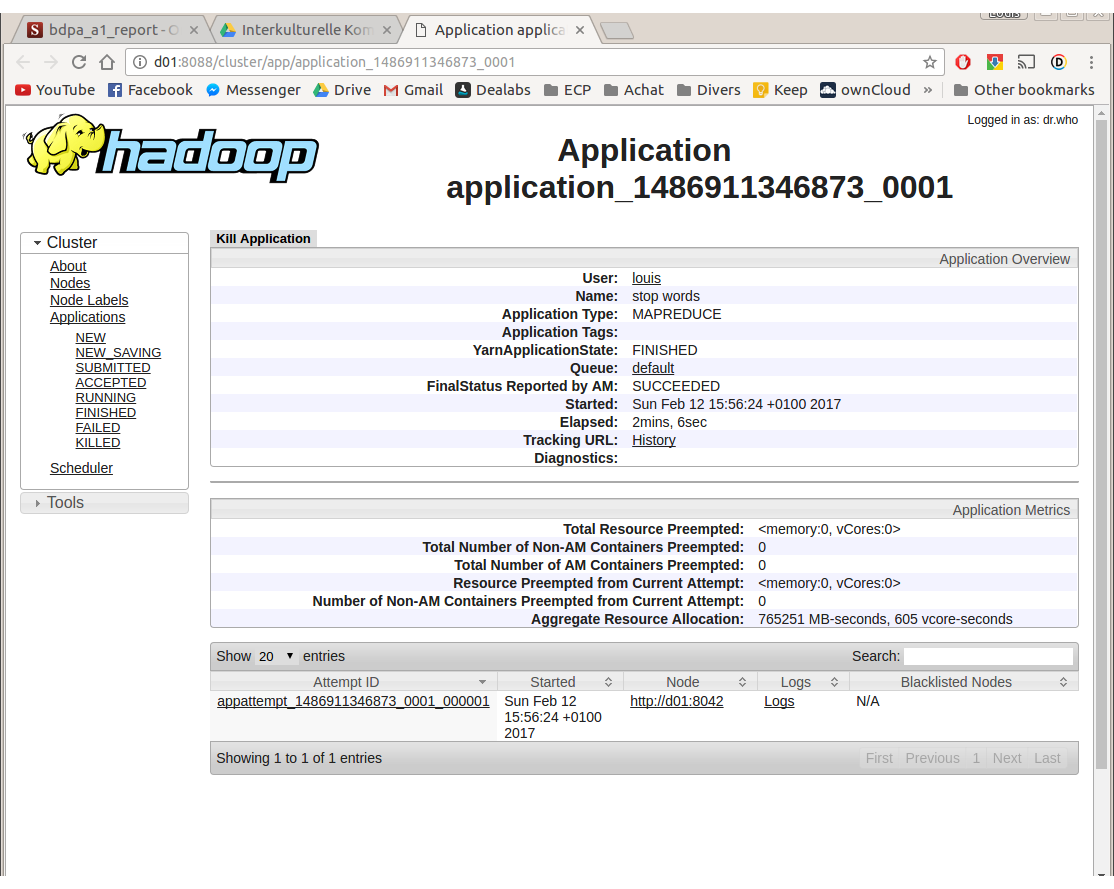 Louis
bdpa_a1_report - O
Interkulturelle Kom
Application applica
d01:8088/cluster/app/application_1486911346873_0001
YouTube Facebook Messenger Drive Gmail Dealabs ECP Achat Divers Keep ownCloud » Other bookmarks
Logged in as: dr.who
hadoop
Application
application_1486911346873_0001
Cluster
About
Nodes
Node Labels
Applications
NEW
NEW_SAVING
SUBMITTED
ACCEPTED
RUNNING
FINISHED
FAILED
KILLED
Scheduler
Tools
Kill Application
Application Overview
User: louis
Name: stop words
Application Type: MAPREDUCE
Application Tags:
YarnApplicationState: FINISHED
Queue: default
FinalStatus Reported by AM: SUCCEEDED
Started: Sun Feb 12 15:56:24 +0100 2017
Elapsed: 2mins, 6sec
Tracking URL: History
Diagnostics:
Application Metrics
Total Resource Preempted: <memory:0, vCores:0>
Total Number of Non-AM Containers Preempted: 0
Total Number of AM Containers Preempted: 0
Resource Preempted from Current Attempt: <memory:0, vCores:0>
Number of Non-AM Containers Preempted from Current Attempt: 0
Aggregate Resource Allocation: 765251 MB-seconds, 605 vcore-seconds
Show 20 entries Search:
Attempt ID Started Node Logs Blacklisted Nodes
appattempt_1486911346873_0001_000001 Sun Feb 12 http://d01:8042 Logs N/A
15:56:24 +0100
2017
Showing 1 to 1 of 1 entries First Previous 1 Next Last